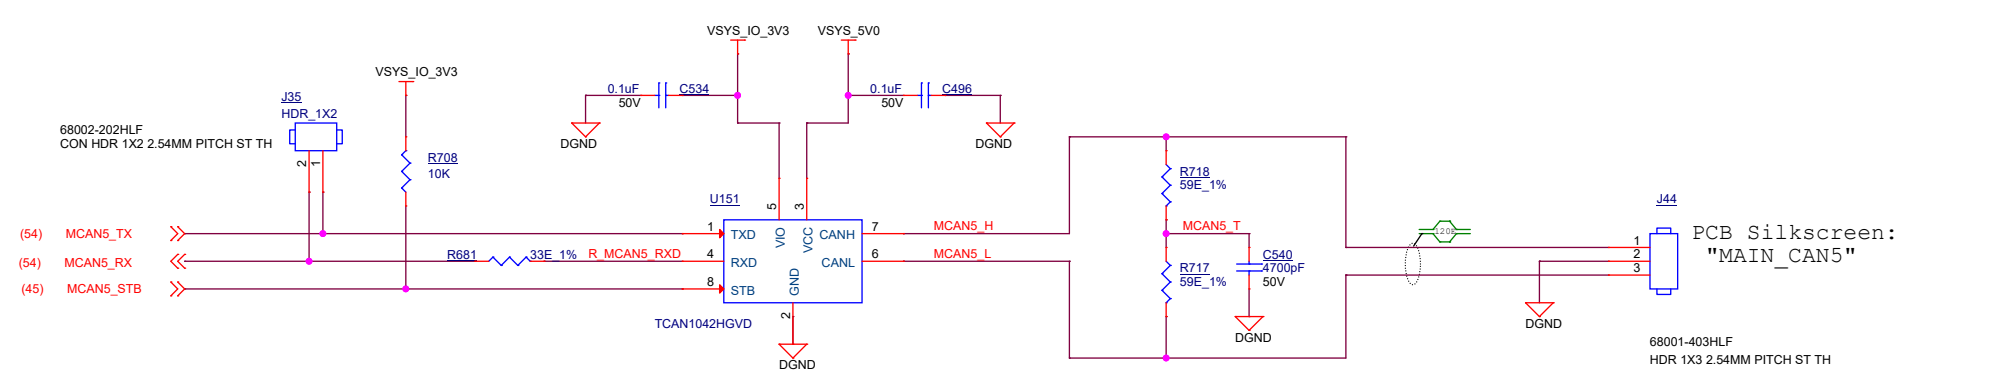 VSYS_IO_3V3
VSYS_5V0
VSYS_IO_3V3
0.1uF
50V
C534
0.1uF
50V
C496
J35
HDR_1X2
68002-202HLF
CON HDR 1X2 2.54MM PITCH ST TH
2
1
R708
10K
DGND
DGND
U151
5
3
R718
59E_1%
J44
(54) MCAN5_TX
1
TXD
VIO
VCC
CANH
7
MCAN5_H
MCAN5_T
120E
PCB Silkscreen:
"MAIN_CAN5"
(54) MCAN5_RX
R681
33E_1%
R_MCAN5_RXD
4
RXD
CANL
6
MCAN5_L
R717
59E_1%
C540
4700pF
50V
1
2
3
(45) MCAN5_STB
8
STB
GND
2
TCAN1042HGVD
DGND
DGND
DGND
68001-403HLF
HDR 1X3 2.54MM PITCH ST TH